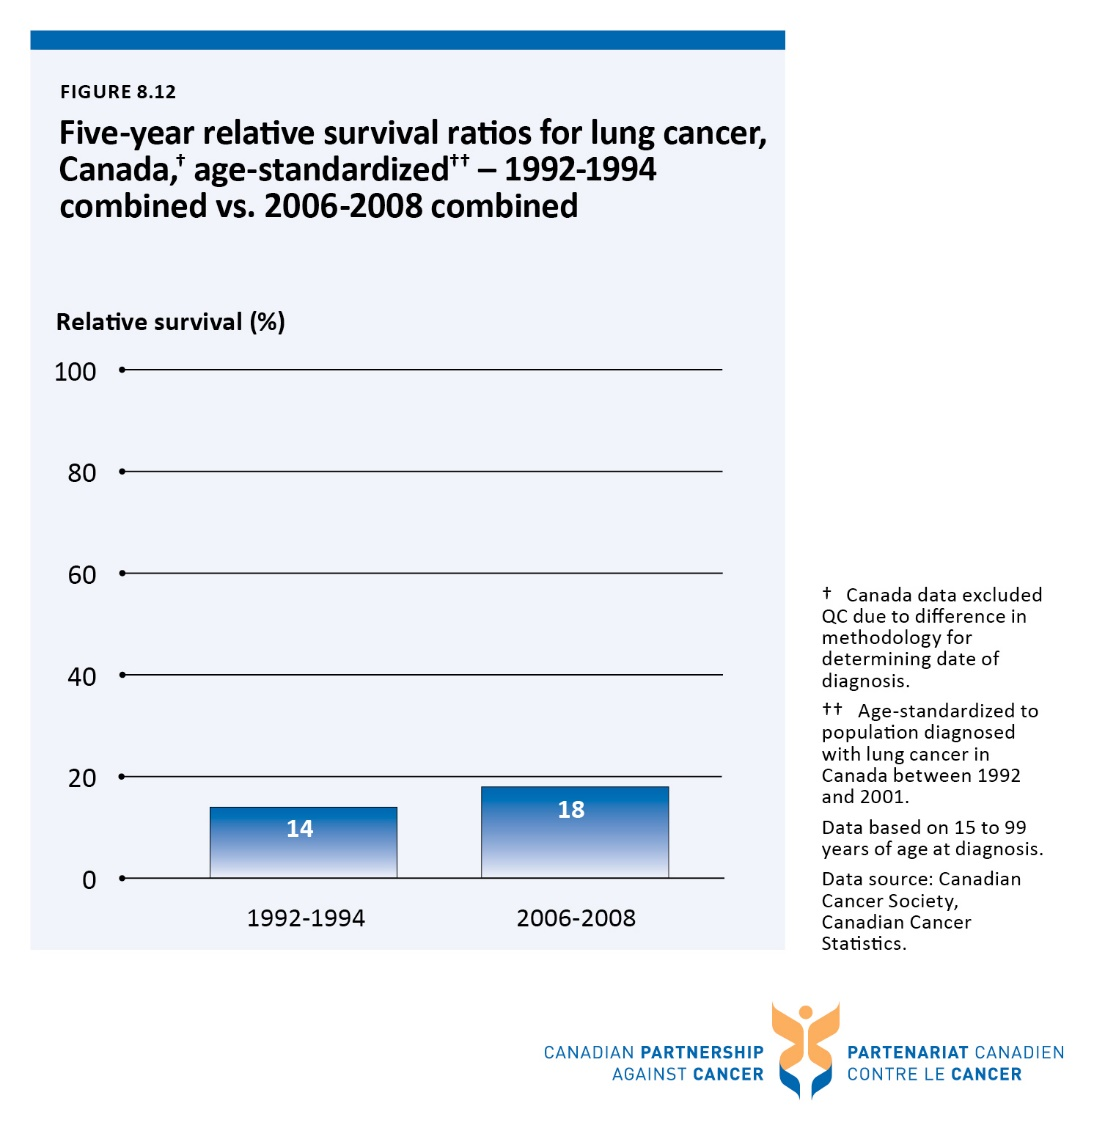 FIGURE 8.12
Five-year relative survival ratios for lung cancer,
Canada,† age-standardized†† – 1992-1994
combined vs. 2006-2008 combined
Relative survival (%)
100
80
60
40
20
0
14
18
1992-1994
2006-2008
† Canada data excluded
QC due to difference in
methodology for
determining date of
diagnosis.
†† Age-standardized to
population diagnosed
with lung cancer in
Canada between 1992
and 2001.
Data based on 15 to 99
years of age at diagnosis.
Data source: Canadian
Cancer Society,
Canadian Cancer
Statistics.
CANADIAN PARTNERSHIP
AGAINST CANCER
PARTENARIAT CANADIEN
CONTRE LE CANCER